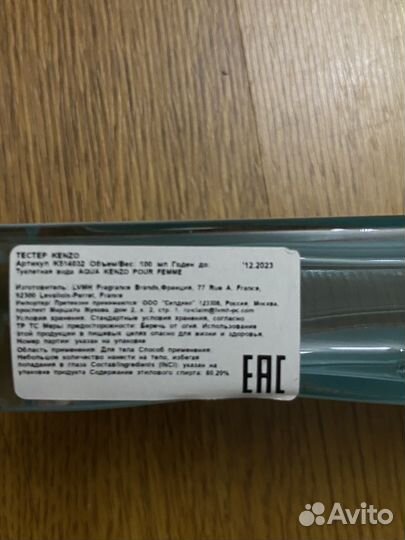 ТЕСТЕР KENZO
Артикул K514032 Объем/Вес: 100 мл Годен до: 12.2023
Туалетная вода AQUA KENZO POUR FEMME
Изготовитель: LVMH Fragrance Brands,Франция, 77 Rue A. France,
92300 Levallois-Perret, France
Импортер/ Претензии принимаются: ООО "Селдико" 123308, Россия, Москва,
проспект Маршала Жукова, дом 2, к. 2, стр. 1. ru-claim@lvmh-pc.com
Условия хранения: Стандартные условия хранения, согласно
ТР ТС Меры предосторожности: Беречь от огня. Использование
этой продукции в пищевых целях опасно для жизни и здоровья.
Номер партии: указан на упаковке
Область применения: Для тела Способ применения:
Небольшое количество нанести на тело, избегая
попадания в глаза Состав/Ingredients (INCI): указан на
упаковке продукта Содержание этилового спирта: 80.20%
EAC
Avito